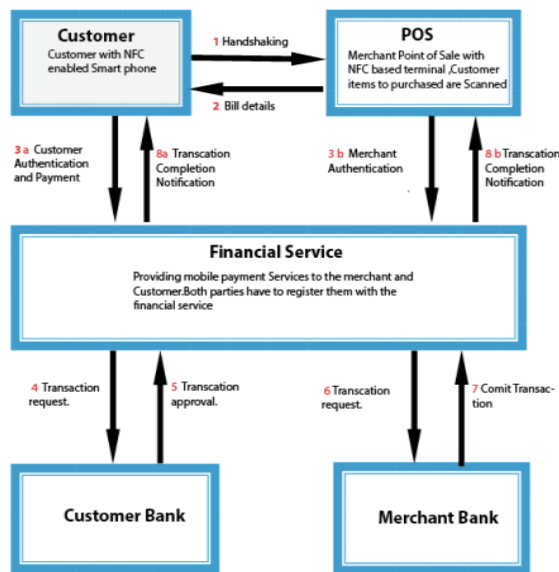 Customer
Customer with NFC
enabled Smart phone
1 Handshaking
2 Bill details
POS
Merchant Point of Sale with
NFC based terminal ,Customer
items to purchased are Scanned
3 a Customer
Authentication
and Payment
8a Transcation
Completion
Notification
3 b Merchant
Authentication
8 b Transcation
Completion
Notification
Financial Service
Providing mobile payment Services to the merchant and
Customer.Both parties have to register them with the
financial service
4 Transaction
request.
5 Transcation
approval.
6 Transcation
request.
7 Comit Transac-
tion
Customer Bank
Merchant Bank